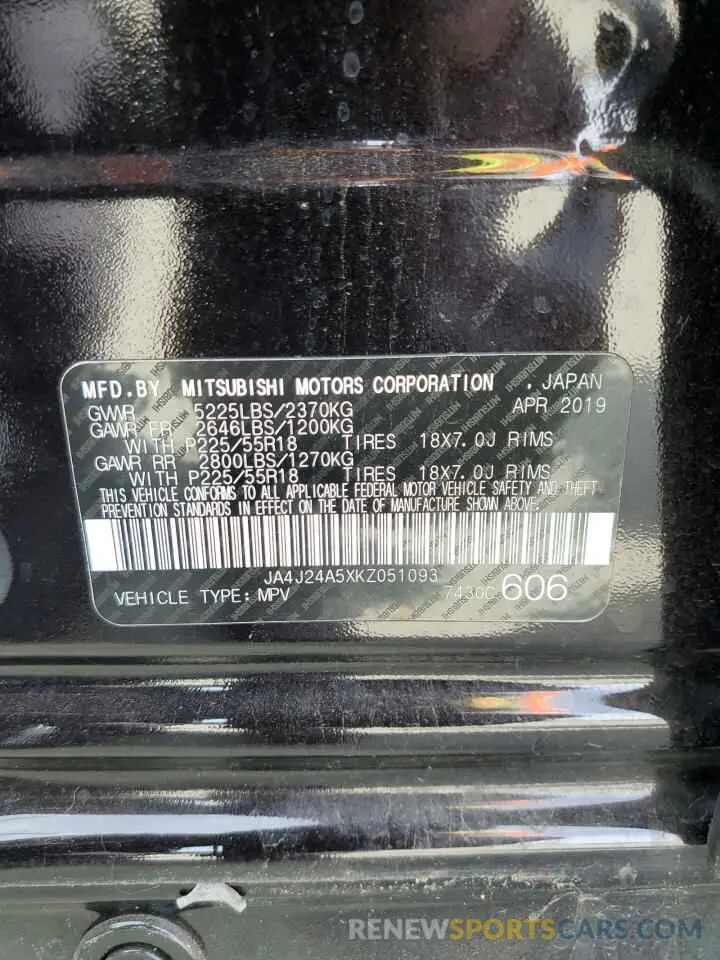 MFD.BY MITSUBISHI MOTORS CORPORATION . JAPAN
GWVR 5225LBS/2370KG APR 2019
GAWR FR 2646LBS/1200KG
WITH P225/55R18 TIRES 18X7.0J RIMS
GAWR RR 2800LBS/1270KG
WITH P225/55R18 TIRES 18X7.0J RIMS
THIS VEHICLE CONFORMS TO ALL APPLICABLE FEDERAL MOTOR VEHICLE SAFETY AND THEFT
PREVENTION STANDARDS IN EFFECT ON THE DATE OF MANUFACTURE SHOWN ABOVE.
JA4J24A5XKZ051093
VEHICLE TYPE: MPV 7430C 606
RENEWSPORTSCARS.COM